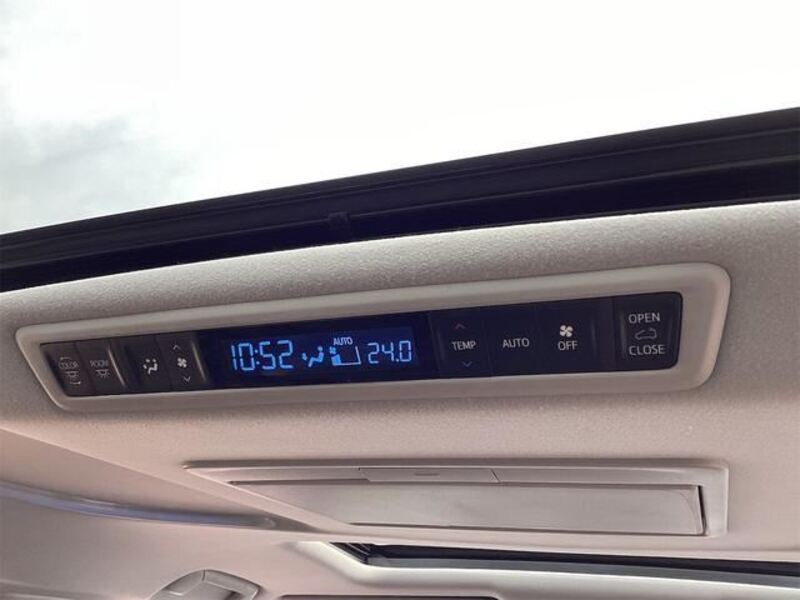 COLOR
ROOM
10:52
AUTO
24.0
TEMP
AUTO
OFF
OPEN
CLOSE